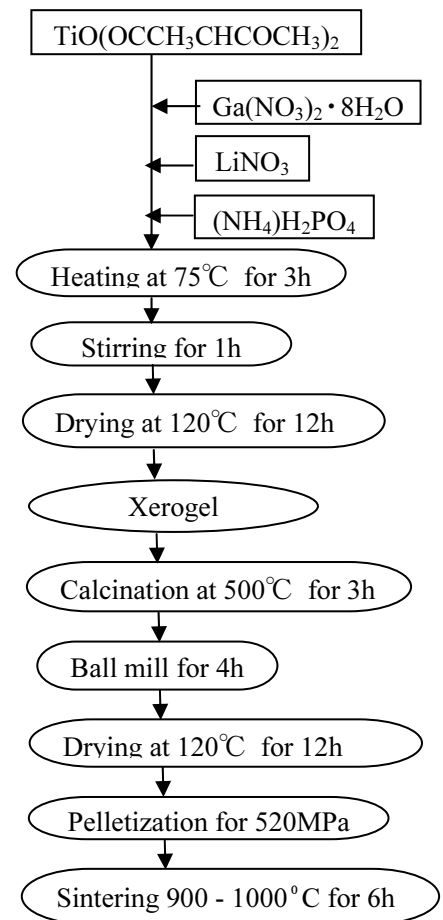 TiO(OCCH₃CHCOCH₃)₂
Ga(NO₃)₂・8H₂O
LiNO₃
(NH₄)H₂PO₄
Heating at 75℃ for 3h
Stirring for 1h
Drying at 120℃ for 12h
Xerogel
Calcination at 500℃ for 3h
Ball mill for 4h
Drying at 120℃ for 12h
Pelletization for 520MPa
Sintering 900 - 1000⁰C for 6h